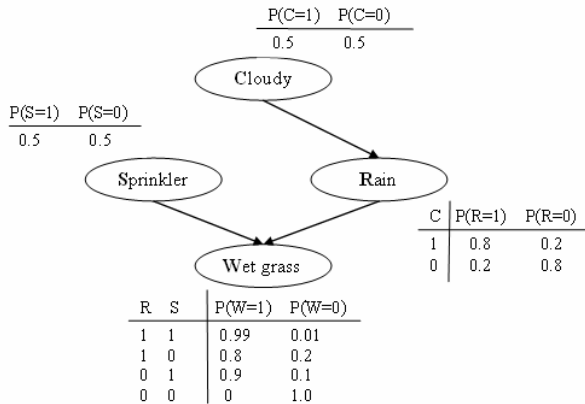 P(C=1) P(C=0)
0.5 0.5
Cloudy
P(S=1) P(S=0)
0.5 0.5
Sprinkler
Rain
C P(R=1) P(R=0)
1 0.8 0.2
0 0.2 0.8
Wet grass
R S P(W=1) P(W=0)
1 1 0.99 0.01
1 0 0.8 0.2
0 1 0.9 0.1
0 0 0 1.0